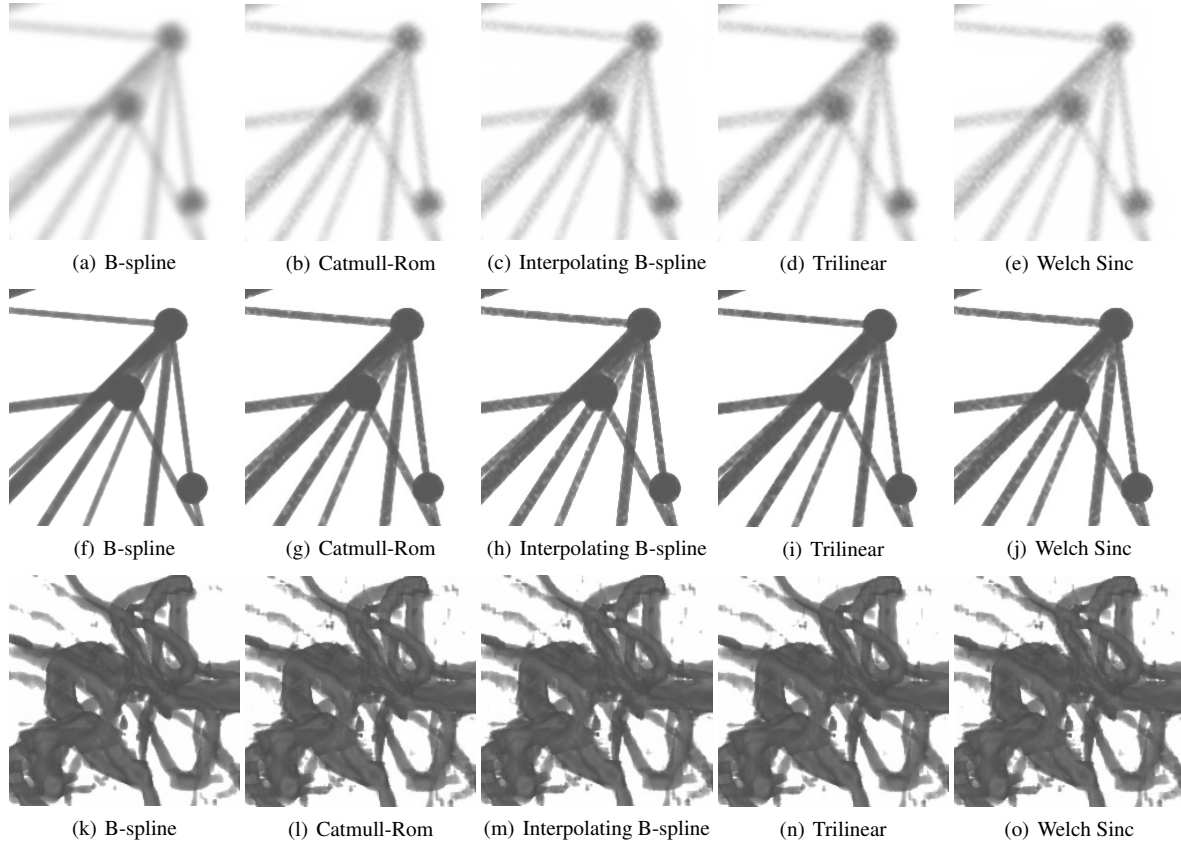 (a) B-spline (b) Catmull-Rom (c) Interpolating B-spline (d) Trilinear (e) Welch Sinc
(f) B-spline (g) Catmull-Rom (h) Interpolating B-spline (i) Trilinear (j) Welch Sinc
(k) B-spline (l) Catmull-Rom (m) Interpolating B-spline (n) Trilinear (o) Welch Sinc